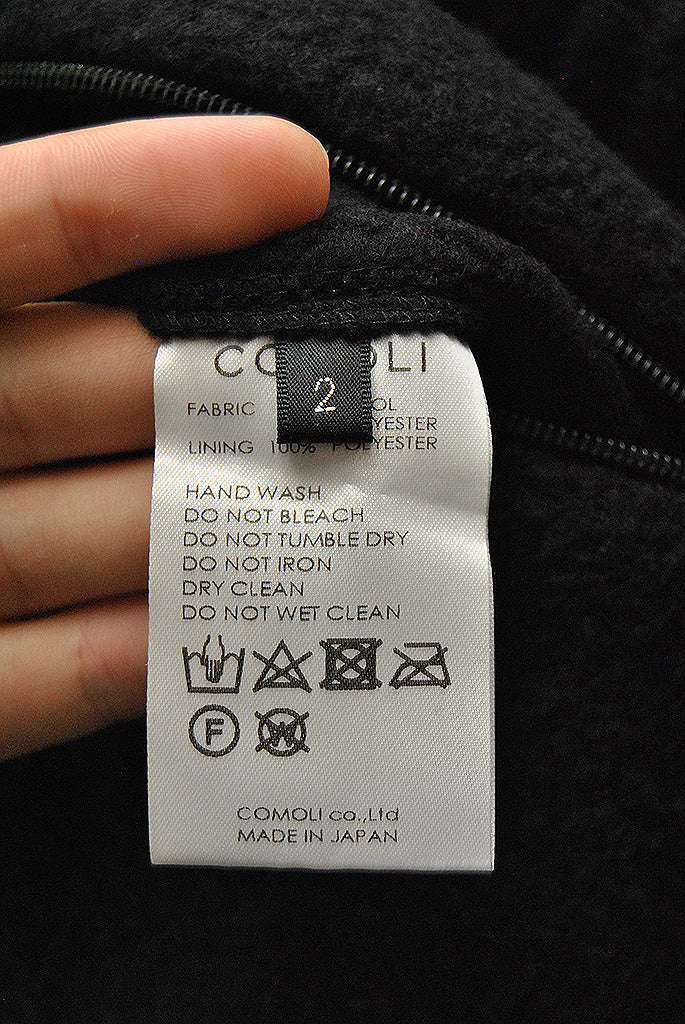 2
FABRIC
LINING 100% POLYESTER
HAND WASH
DO NOT BLEACH
DO NOT TUMBLE DRY
DO NOT IRON
DRY CLEAN
DO NOT WET CLEAN
F W
COMOLI co.,Ltd
MADE IN JAPAN